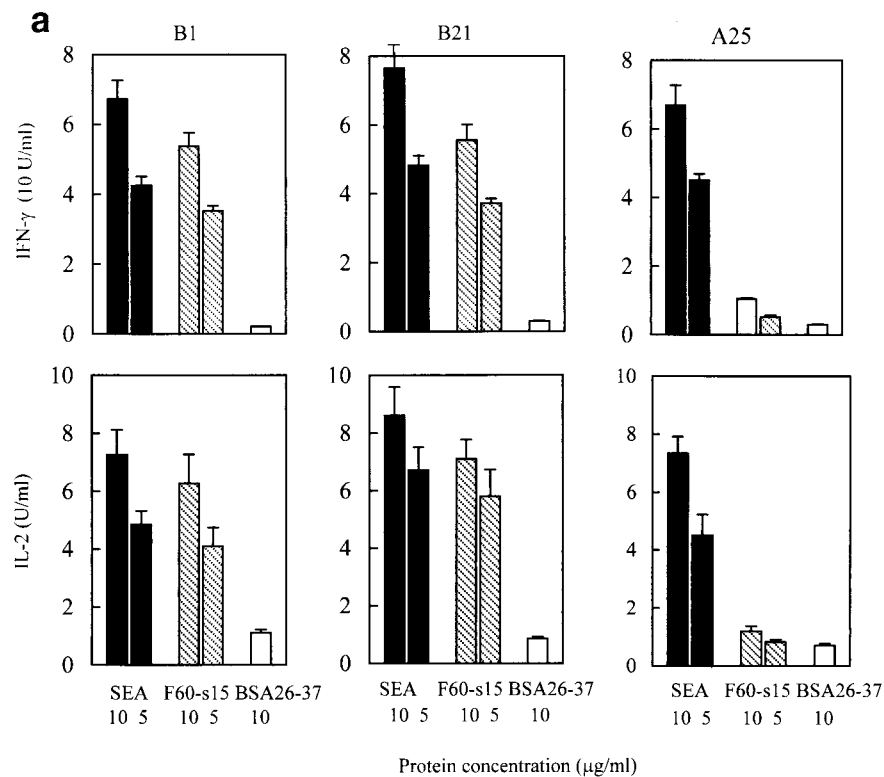 a
B1 B21 A25
8 8 8
6 6 6
4 4 4
2 2 2
0 0 0
IFN-γ (10 U/ml)
10 10 10
8 8 8
6 6 6
4 4 4
2 2 2
0 0 0
IL-2 (U/ml)
SEA F60-s15 BSA26-37 SEA F60-s15 BSA26-37 SEA F60-s15 BSA26-37
10 5 10 5 10 10 5 10 5 10 10 5 10 5 10
Protein concentration (μg/ml)